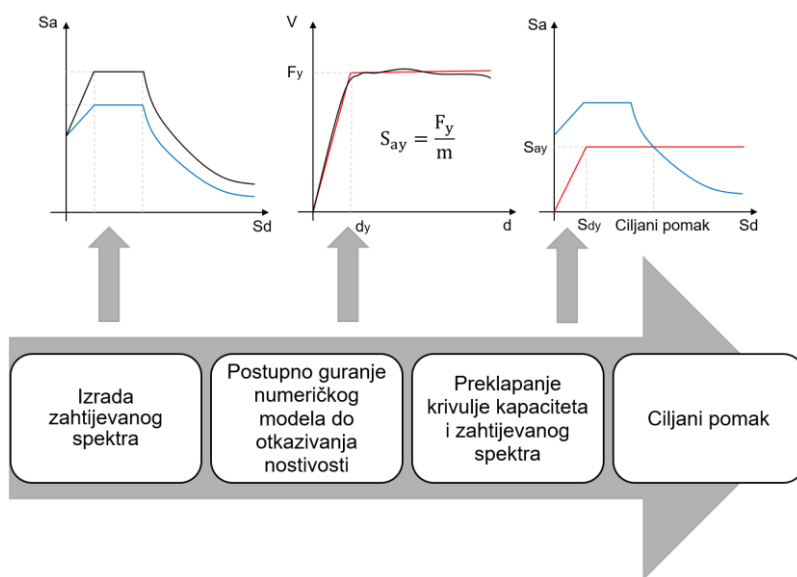 Sa
Sd
V
Fy
Say = Fy/m
dy
d
Sa
Say
Sdy
Ciljani pomak
Sd
Izrada
zahtijevanog
spektra
Postupno guranje
numeričkog
modela do
otkazivanja
nostivosti
Preklapanje
krivulje kapaciteta
i zahtijevanog
spektra
Ciljani pomak